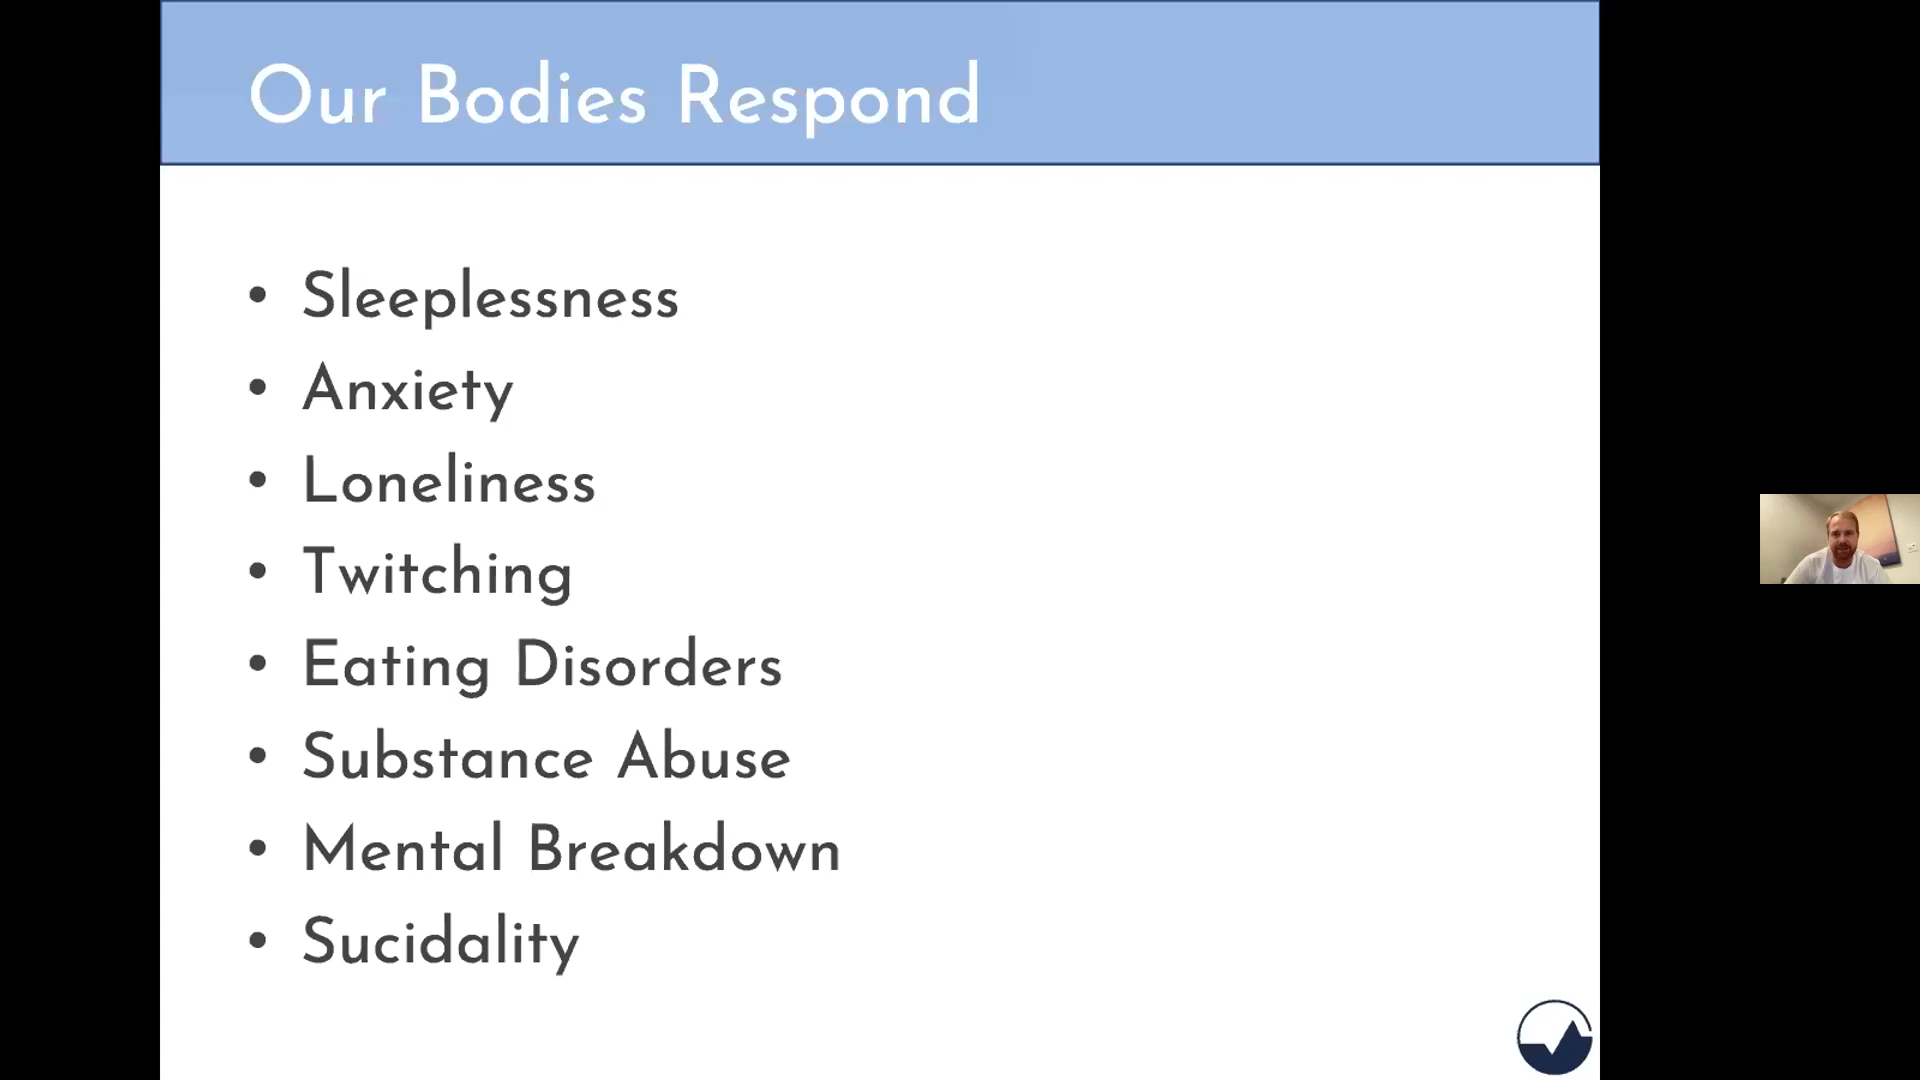 Our Bodies Respond
• Sleeplessness
• Anxiety
• Loneliness
• Twitching
• Eating Disorders
• Substance Abuse
• Mental Breakdown
• Sucidality